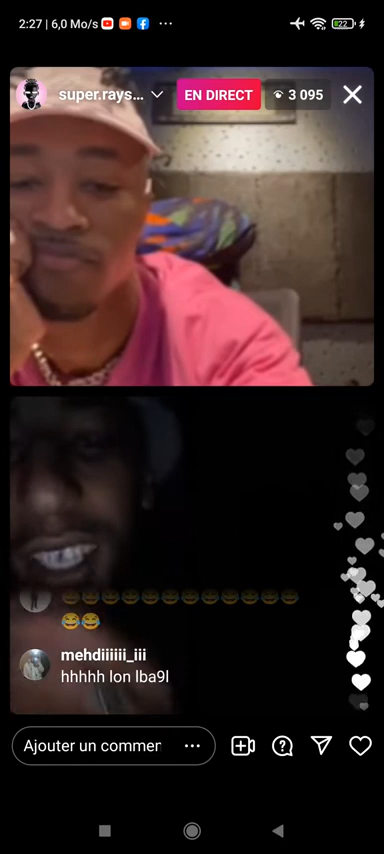 2:27 | 6,0 Mo/s
22
super.rays...
EN DIRECT
3 095
mehdiiiiii_iii
hhhhh lon lba9l
Ajouter un commen